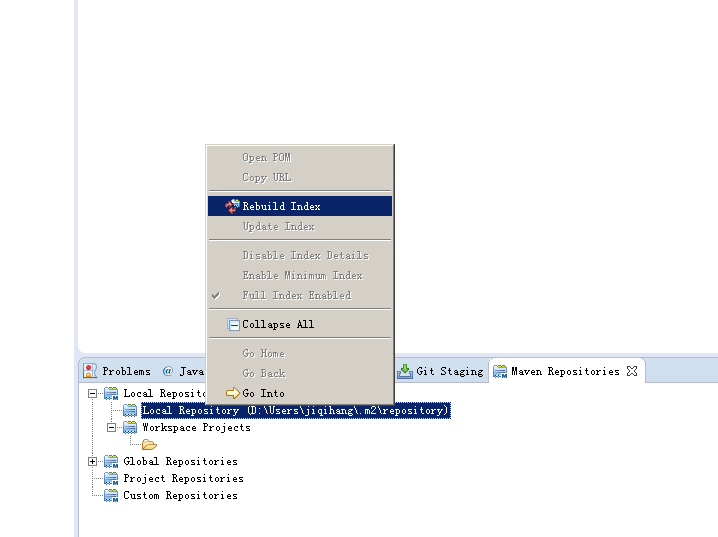 Open POM
Copy URL
Rebuild Index
Update Index
Disable Index Details
Enable Minimum Index
Full Index Enabled
Collapse All
Go Home
Go Back
Go Into
Problems @ Java Git Staging Maven Repositories
Local Reposito
Local Repository (D:\Users\jiqihang\.m2\repository)
Workspace Projects
Global Repositories
Project Repositories
Custom Repositories